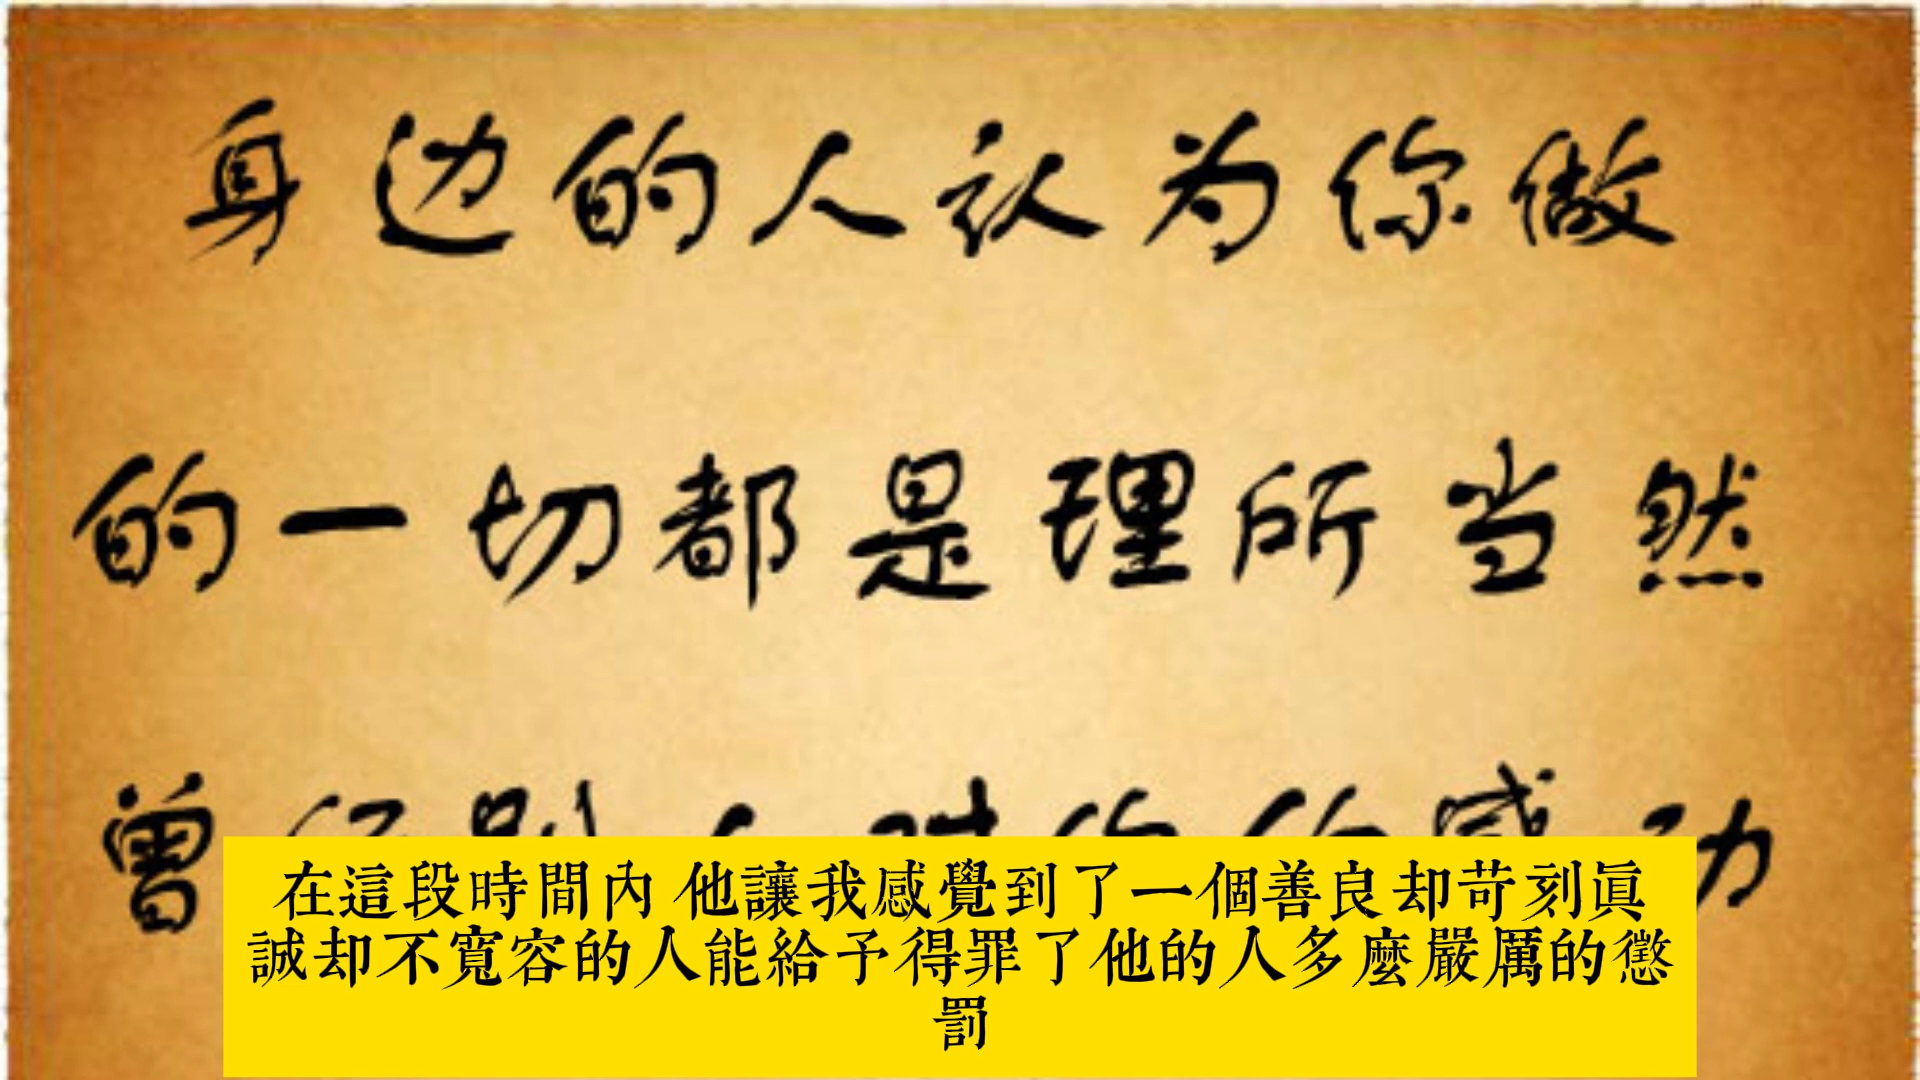 身边的人认为你做
的一切都是理所当然
曾
在這段時間內 他讓我感覺到了一個善良却苛刻眞
誠却不寬容的人能給予得罪了他的人多麼嚴厲的懲
罰